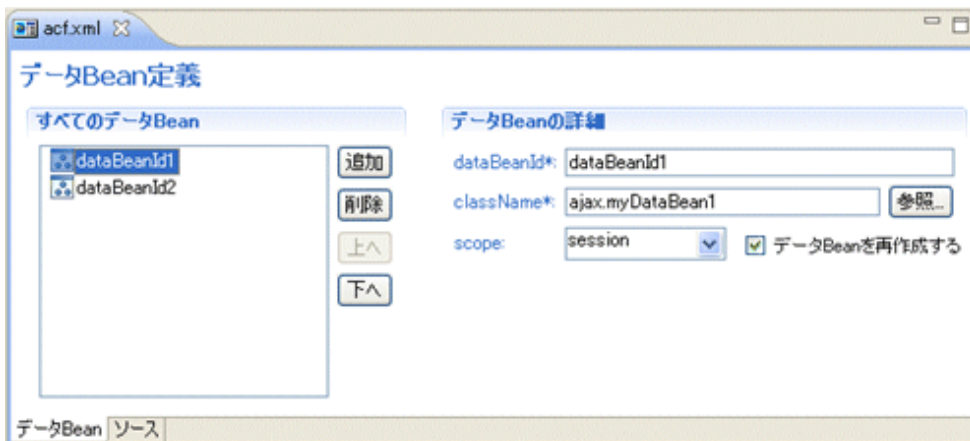 acf.xml
データBean定義
すべてのデータBean
dataBeanId1
dataBeanId2
追加
削除
上へ
下へ
データBeanの詳細
dataBeanId*: dataBeanId1
className*: ajax.myDataBean1 参照...
scope: session データBeanを再作成する
データBean ソース